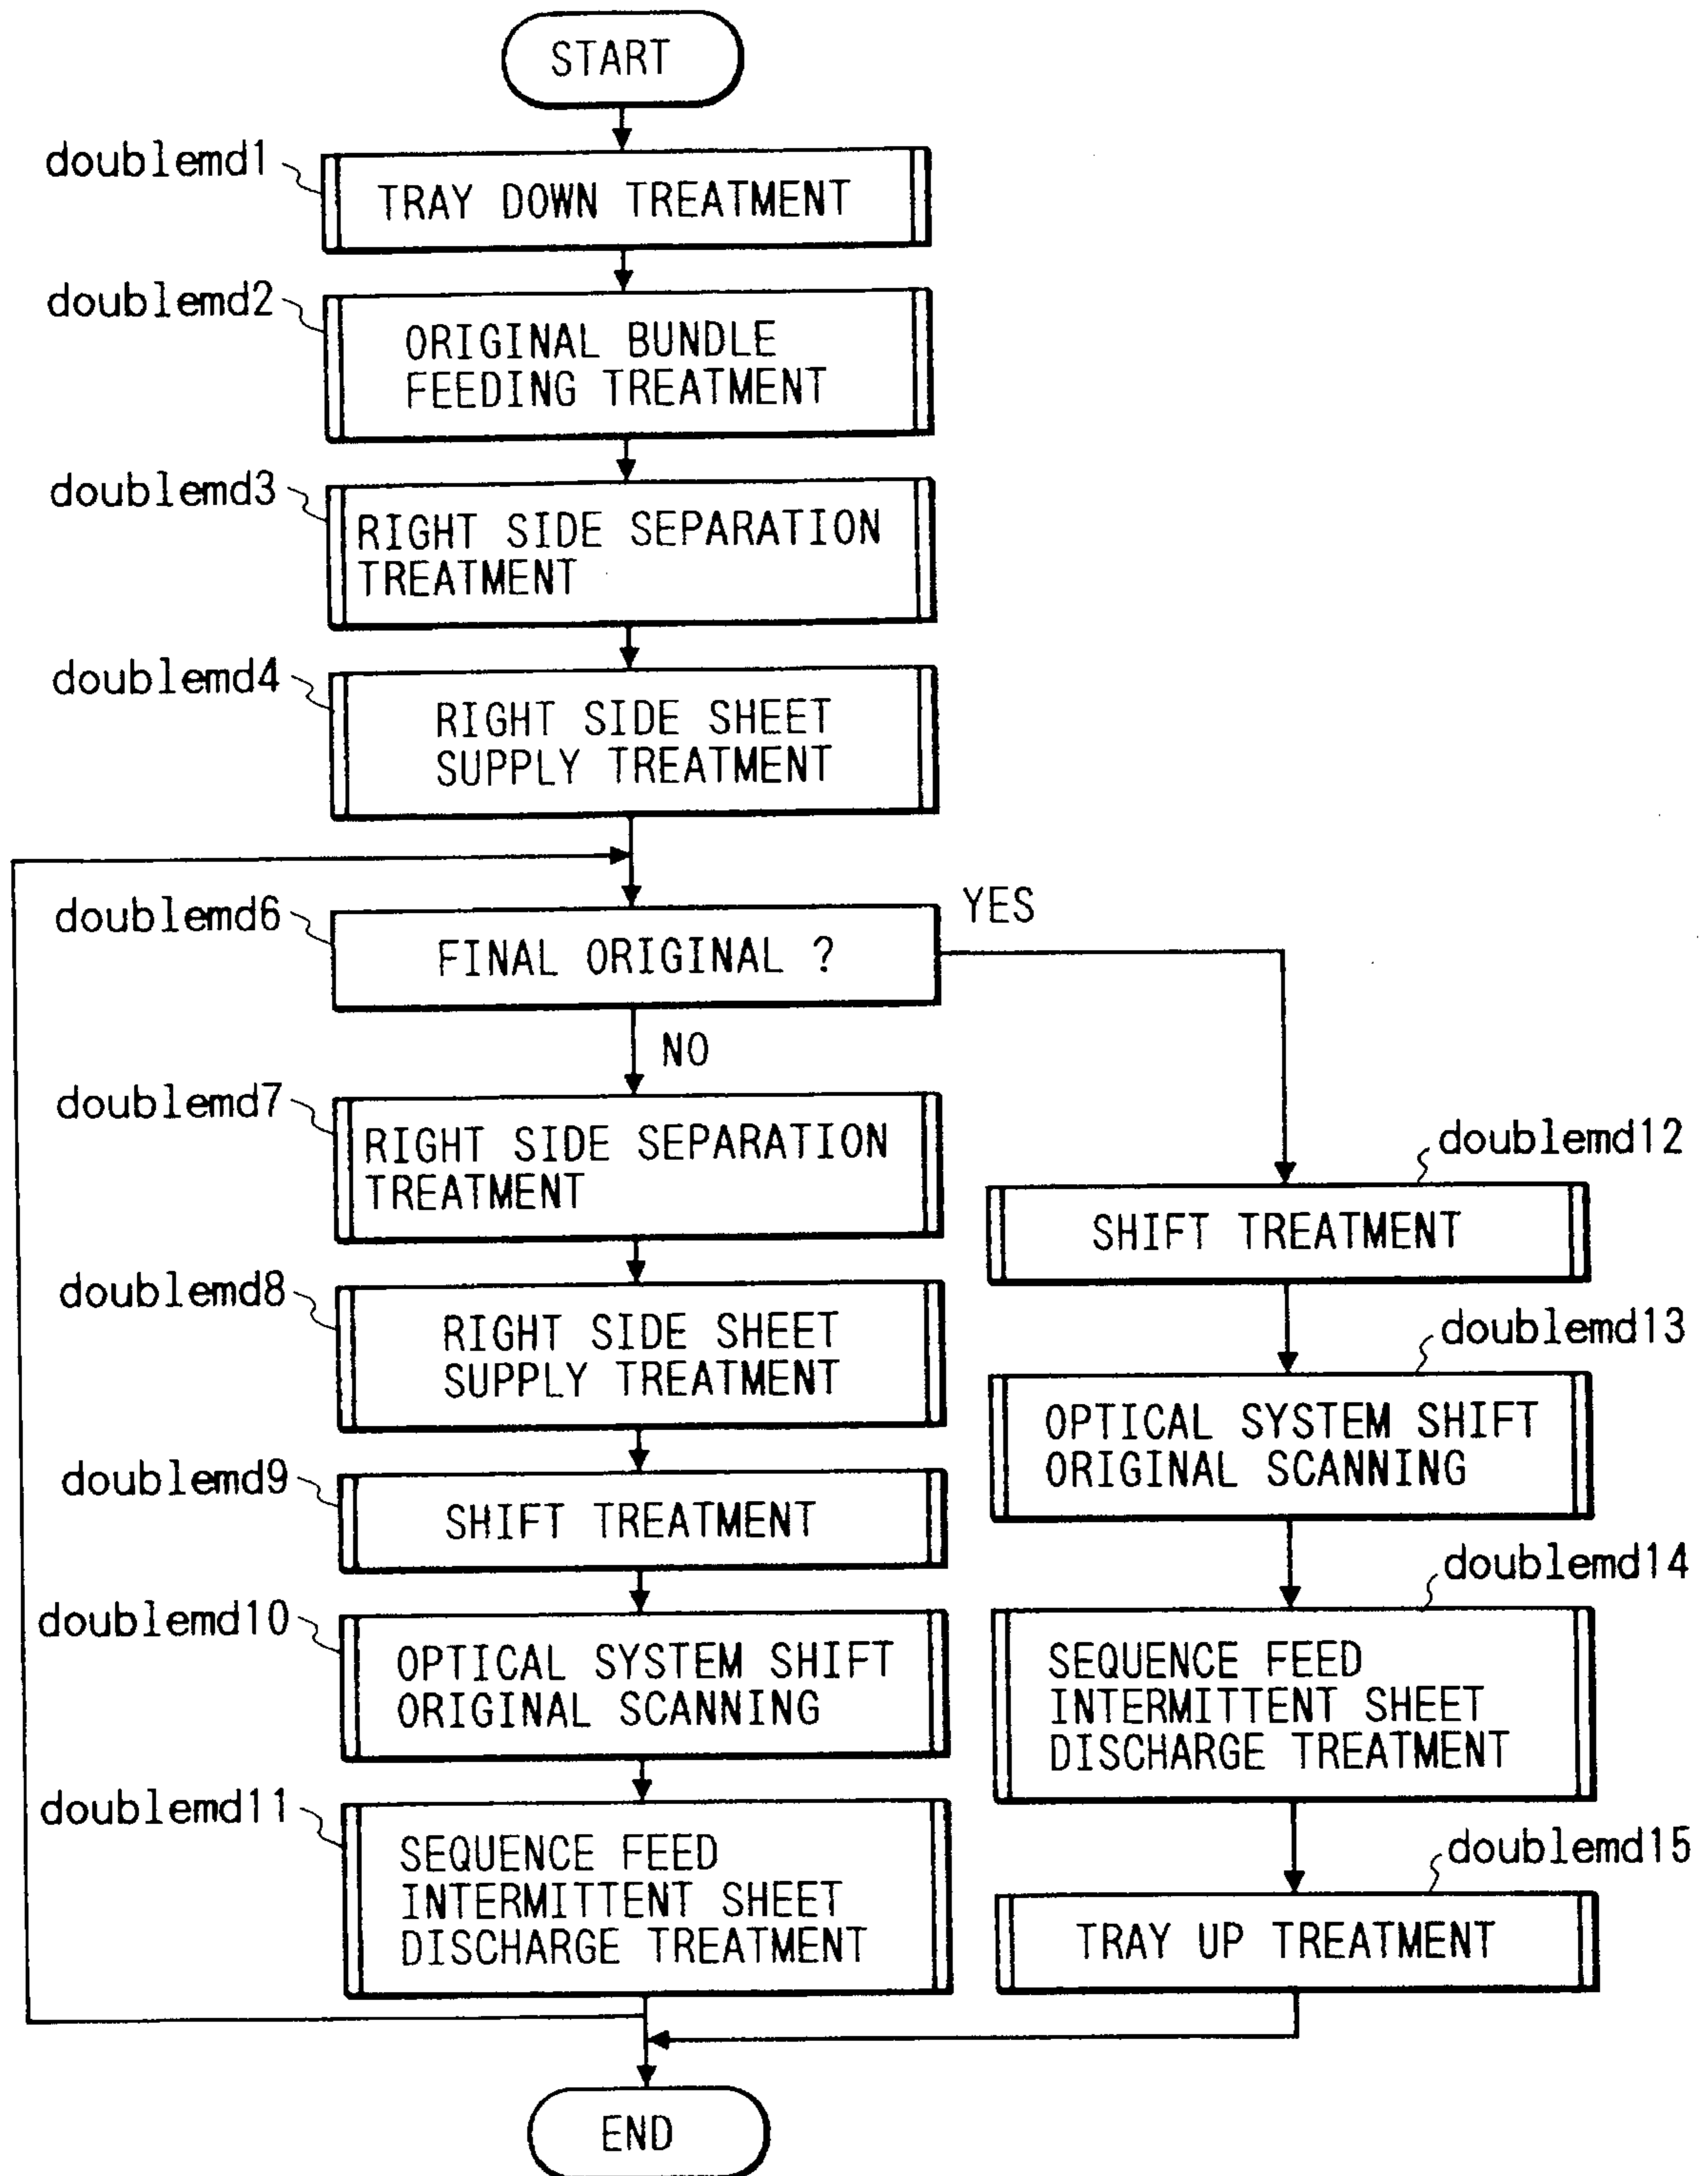 START
doublemd1
TRAY DOWN TREATMENT
doublemd2
ORIGINAL BUNDLE
FEEDING TREATMENT
doublemd3
RIGHT SIDE SEPARATION
TREATMENT
doublemd4
RIGHT SIDE SHEET
SUPPLY TREATMENT
doublemd6
FINAL ORIGINAL ?
YES
NO
doublemd7
RIGHT SIDE SEPARATION
TREATMENT
doublemd8
RIGHT SIDE SHEET
SUPPLY TREATMENT
doublemd9
SHIFT TREATMENT
doublemd10
OPTICAL SYSTEM SHIFT
ORIGINAL SCANNING
doublemd11
SEQUENCE FEED
INTERMITTENT SHEET
DISCHARGE TREATMENT
doublemd12
SHIFT TREATMENT
doublemd13
OPTICAL SYSTEM SHIFT
ORIGINAL SCANNING
doublemd14
SEQUENCE FEED
INTERMITTENT SHEET
DISCHARGE TREATMENT
doublemd15
TRAY UP TREATMENT
END